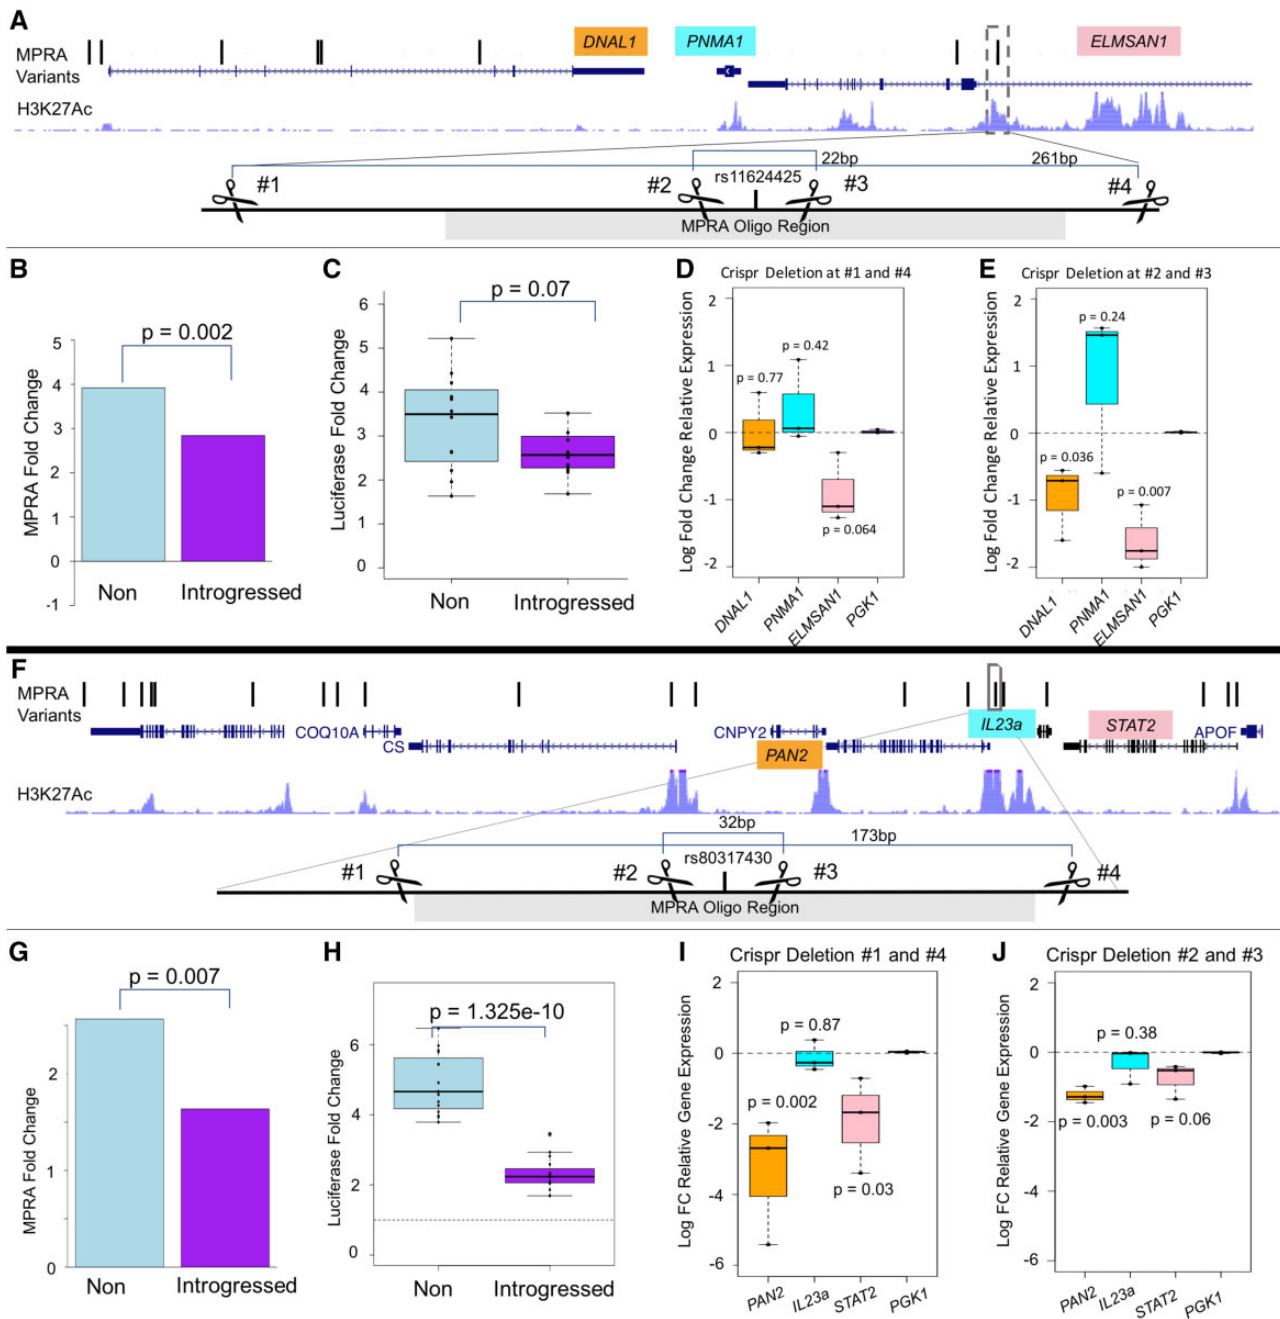 A
MPRA
Variants
DNAL1
PNMA1
ELMSAN1
H3K27Ac
22bp
261bp
#1
#2
rs11624425
#3
#4
MPRA Oligo Region
B
p = 0.002
MPRA Fold Change
5
4
3
2
1
0
-1
Non
Introgressed
C
p = 0.07
Luciferase Fold Change
6
5
4
3
2
1
0
Non
Introgressed
D
Crispr Deletion at #1 and #4
Log Fold Change Relative Expression
2
1
0
-1
-2
p = 0.77
p = 0.42
p = 0.064
DNAL1
PNMA1
ELMSAN1
PGK1
E
Crispr Deletion at #2 and #3
Log Fold Change Relative Expression
2
1
0
-1
-2
p = 0.24
p = 0.036
p = 0.007
DNAL1
PNMA1
ELMSAN1
PGK1
F
MPRA
Variants
COQ10A
CS
CNPY2
PAN2
IL23a
STAT2
APOF
H3K27Ac
32bp
173bp
#1
#2
rs80317430
#3
#4
MPRA Oligo Region
G
p = 0.007
MPRA Fold Change
2
1
0
Non
Introgressed
H
p = 1.325e-10
Luciferase Fold Change
6
4
2
0
Non
Introgressed
I
Crispr Deletion #1 and #4
Log FC Relative Gene Expression
2
0
-2
-4
-6
p = 0.87
p = 0.002
p = 0.03
PAN2
IL23a
STAT2
PGK1
J
Crispr Deletion #2 and #3
Log FC Relative Gene Expression
2
0
-2
-4
-6
p = 0.38
p = 0.003
p = 0.06
PAN2
IL23a
STAT2
PGK1